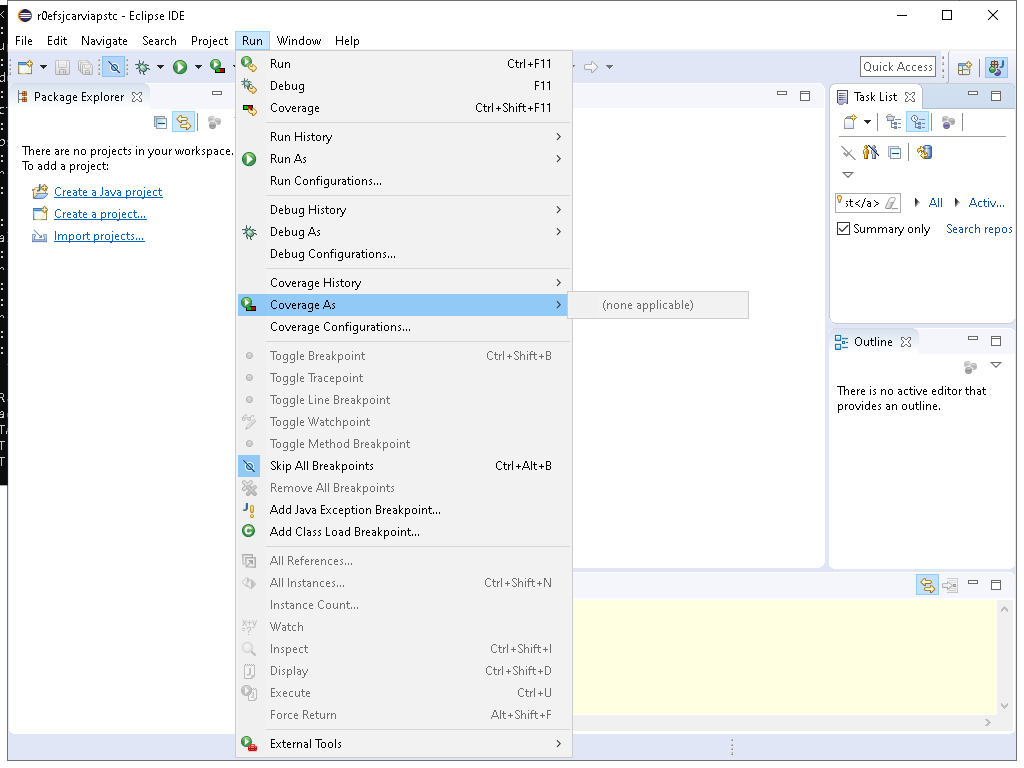 r0efsjcarviapstc - Eclipse IDE
File Edit Navigate Search Project Run Window Help
Quick Access
Package Explorer
There are no projects in your workspace.
To add a project:
Create a Java project
Create a project...
Import projects...
Run Ctrl+F11
Debug F11
Coverage Ctrl+Shift+F11
Run History
Run As
Run Configurations...
Debug History
Debug As
Debug Configurations...
Coverage History
Coverage As
(none applicable)
Coverage Configurations...
Toggle Breakpoint Ctrl+Shift+B
Toggle Tracepoint
Toggle Line Breakpoint
Toggle Watchpoint
Toggle Method Breakpoint
Skip All Breakpoints Ctrl+Alt+B
Remove All Breakpoints
Add Java Exception Breakpoint...
Add Class Load Breakpoint...
All References...
All Instances... Ctrl+Shift+N
Instance Count...
Watch
Inspect Ctrl+Shift+I
Display Ctrl+Shift+D
Execute Ctrl+U
Force Return Alt+Shift+F
External Tools
Task List
st</a> All Activ...
Summary only Search repos
Outline
There is no active editor that
provides an outline.